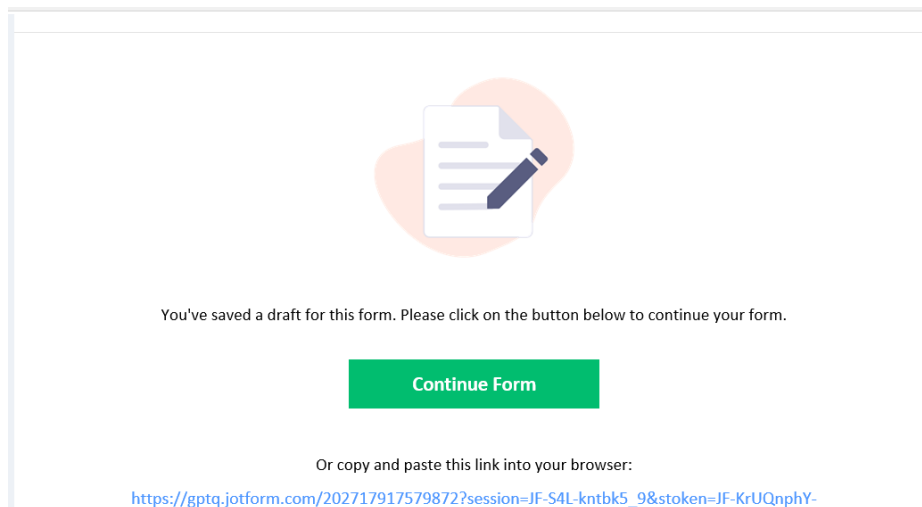 You've saved a draft for this form. Please click on the button below to continue your form.
Continue Form
Or copy and paste this link into your browser:
https://gptq.jotform.com/202717917579872?session=JF-S4L-kntbk5_9&stoken=JF-KrUQnphY-